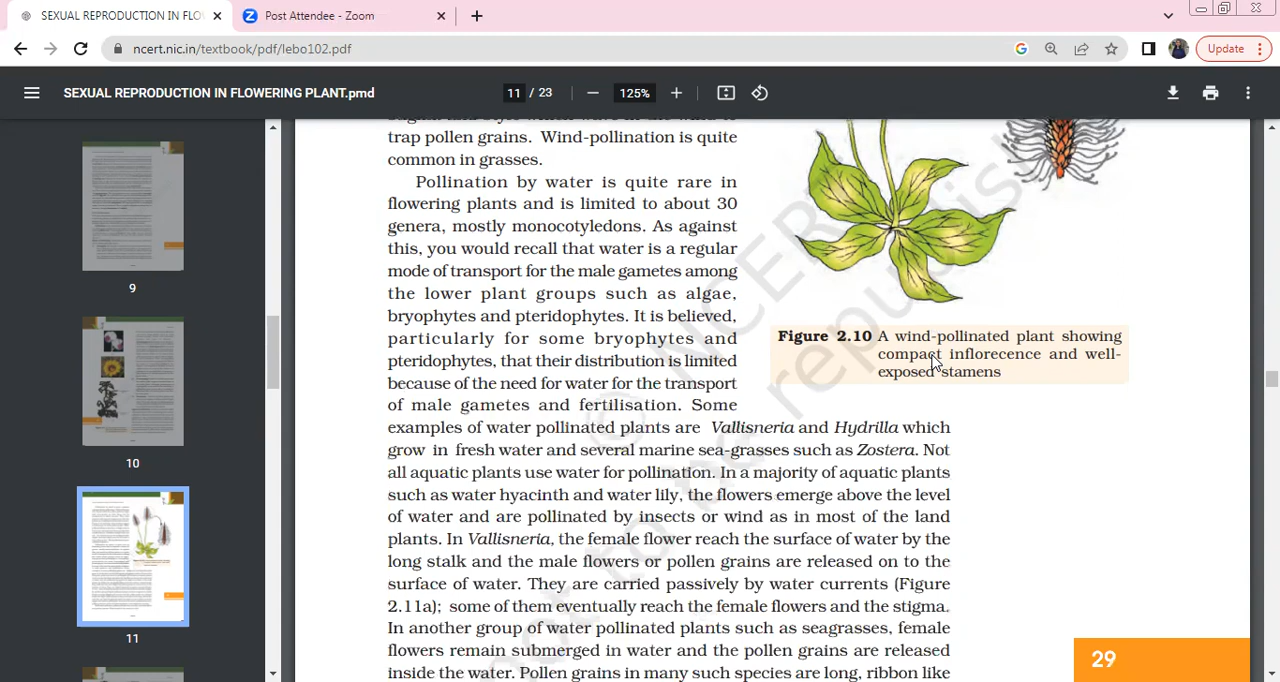 SEXUAL REPRODUCTION IN FLO
Post Attendee - Zoom
ncert.nic.in/textbook/pdf/lebo102.pdf
Update
SEXUAL REPRODUCTION IN FLOWERING PLANT.pmd
11 / 23
125%
9
10
11
trap pollen grains. Wind-pollination is quite
common in grasses.
Pollination by water is quite rare in
flowering plants and is limited to about 30
genera, mostly monocotyledons. As against
this, you would recall that water is a regular
mode of transport for the male gametes among
the lower plant groups such as algae,
bryophytes and pteridophytes. It is believed,
particularly for some bryophytes and
pteridophytes, that their distribution is limited
because of the need for water for the transport
of male gametes and fertilisation. Some
examples of water pollinated plants are Vallisneria and Hydrilla which
grow in fresh water and several marine sea-grasses such as Zostera. Not
all aquatic plants use water for pollination. In a majority of aquatic plants
such as water hyacinth and water lily, the flowers emerge above the level
of water and are pollinated by insects or wind as in most of the land
plants. In Vallisneria, the female flower reach the surface of water by the
long stalk and the male flowers or pollen grains are released on to the
surface of water. They are carried passively by water currents (Figure
2.11a); some of them eventually reach the female flowers and the stigma.
In another group of water pollinated plants such as seagrasses, female
flowers remain submerged in water and the pollen grains are released
inside the water. Pollen grains in many such species are long, ribbon like
Figure 2.10 A wind-pollinated plant showing
compact inflorecence and well-
exposed stamens
© NCE
not to be republish
29